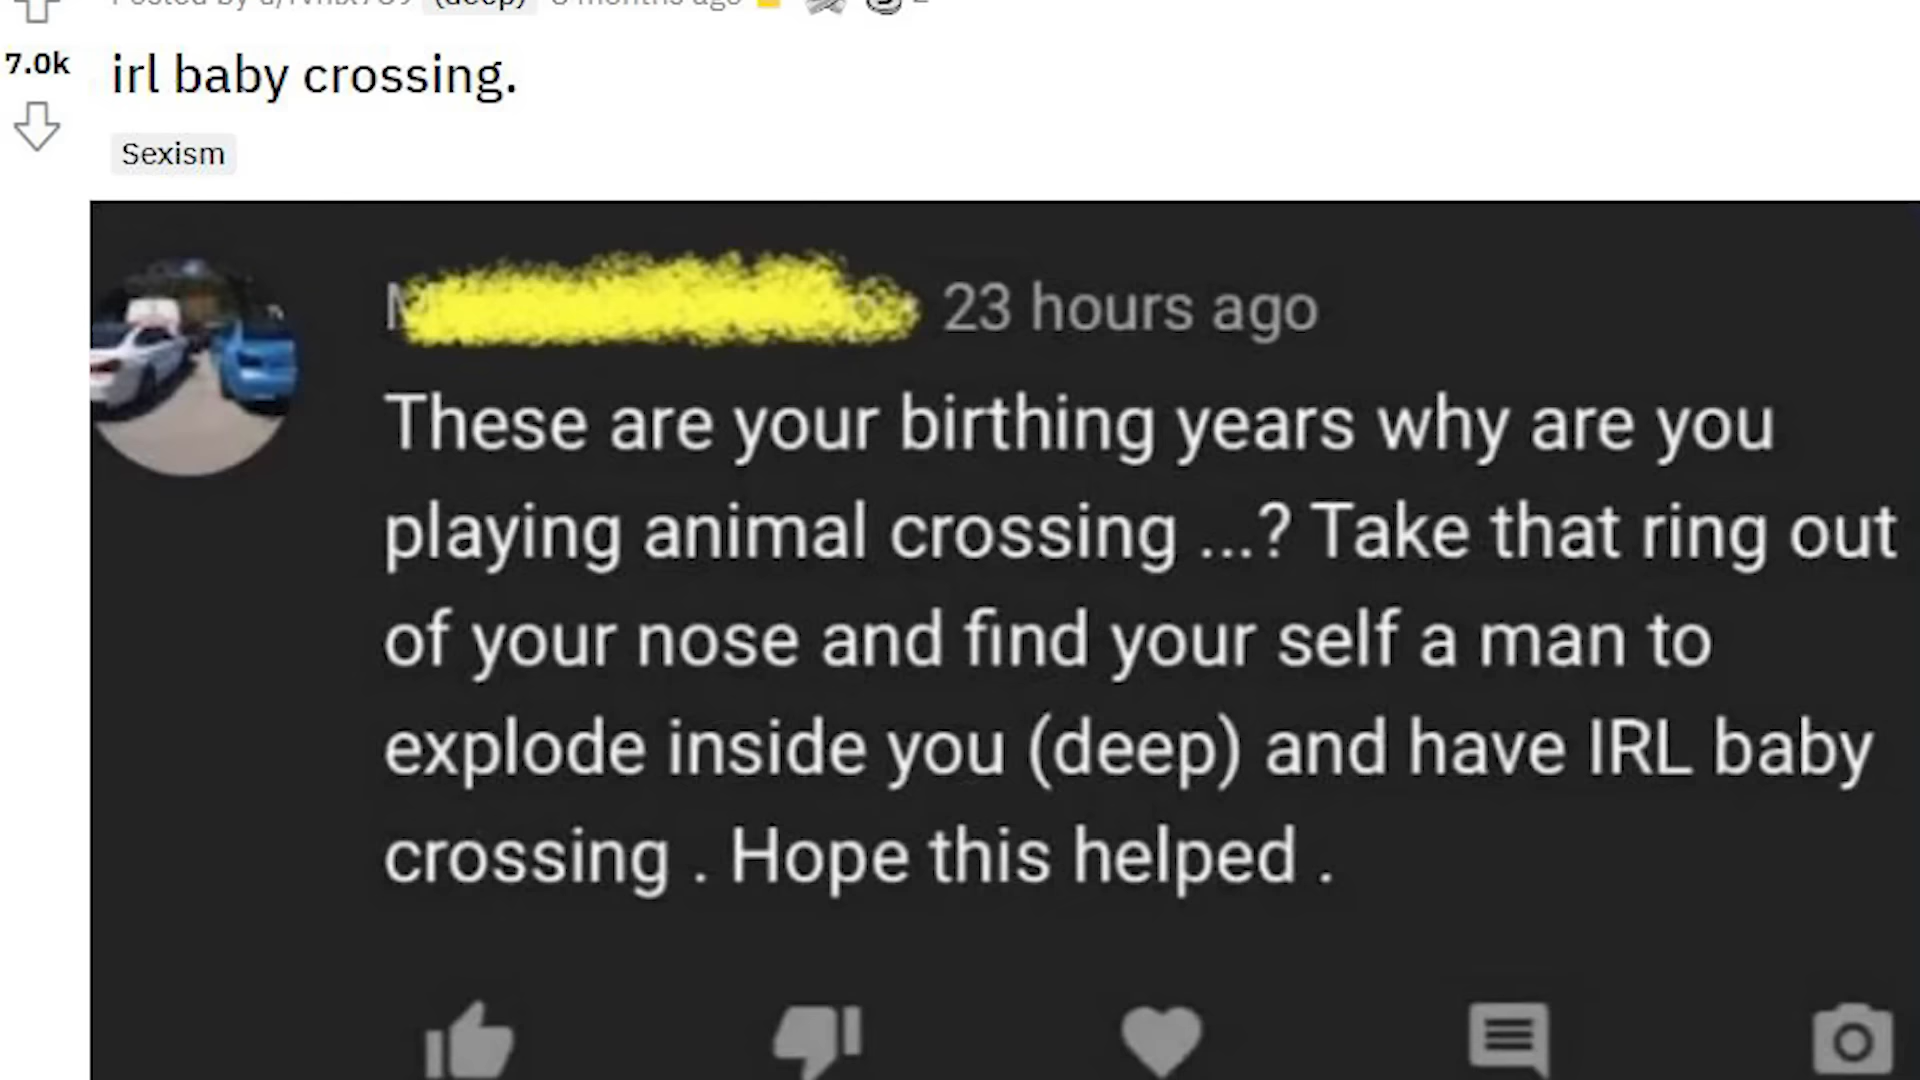 (deep)
7.0k
irl baby crossing.
Sexism
23 hours ago
These are your birthing years why are you
playing animal crossing ...? Take that ring out
of your nose and find your self a man to
explode inside you (deep) and have IRL baby
crossing . Hope this helped .